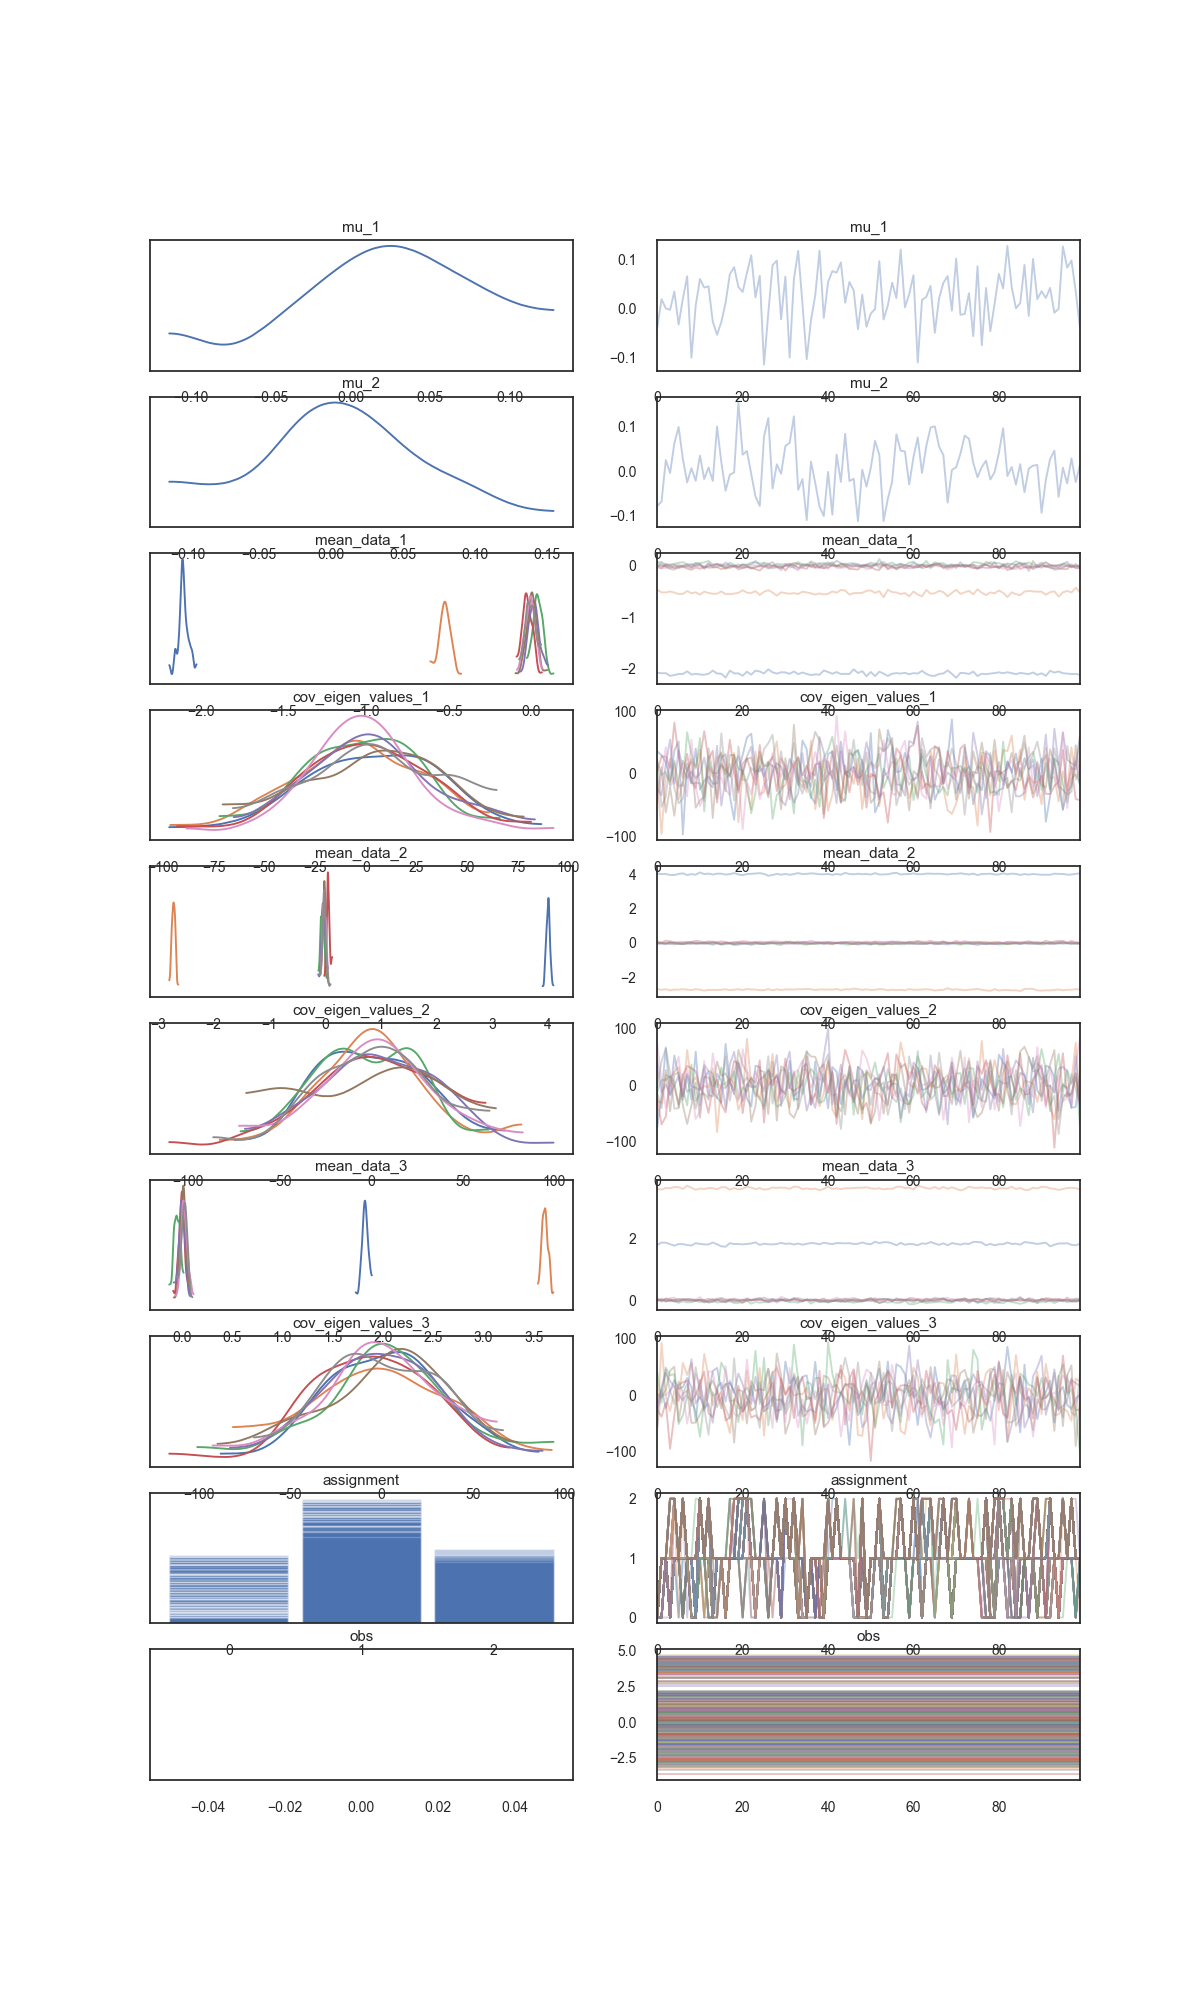 mu_1 mu_1
0.1
0.0
−0.1
mu_2 mu_2
−0.10 −0.05 0.00 0.05 0.10 0 20 40 60 80
0.1
0.0
−0.1
mean_data_1 mean_data_1
−0.10 −0.05 0.00 0.05 0.10 0.15 0 20 40 60 80
0
−1
−2
cov_eigen_values_1 cov_eigen_values_1
−2.0 −1.5 −1.0 −0.5 0.0 0 20 40 60 80
100
0
−100
mean_data_2 mean_data_2
−100 −75 −50 −25 0 25 50 75 100 0 20 40 60 80
4
2
0
−2
cov_eigen_values_2 cov_eigen_values_2
−3 −2 −1 0 1 2 3 4 0 20 40 60 80
100
0
−100
mean_data_3 mean_data_3
−100 −50 0 50 100 0 20 40 60 80
2
0
cov_eigen_values_3 cov_eigen_values_3
0.0 0.5 1.0 1.5 2.0 2.5 3.0 3.5 0 20 40 60 80
100
0
−100
assignment assignment
−100 −50 0 50 100 0 20 40 60 80
2
1
0
obs obs
0 1 2 0 20 40 60 80
5.0
2.5
0.0
−2.5
−0.04 −0.02 0.00 0.02 0.04 0 20 40 60 80